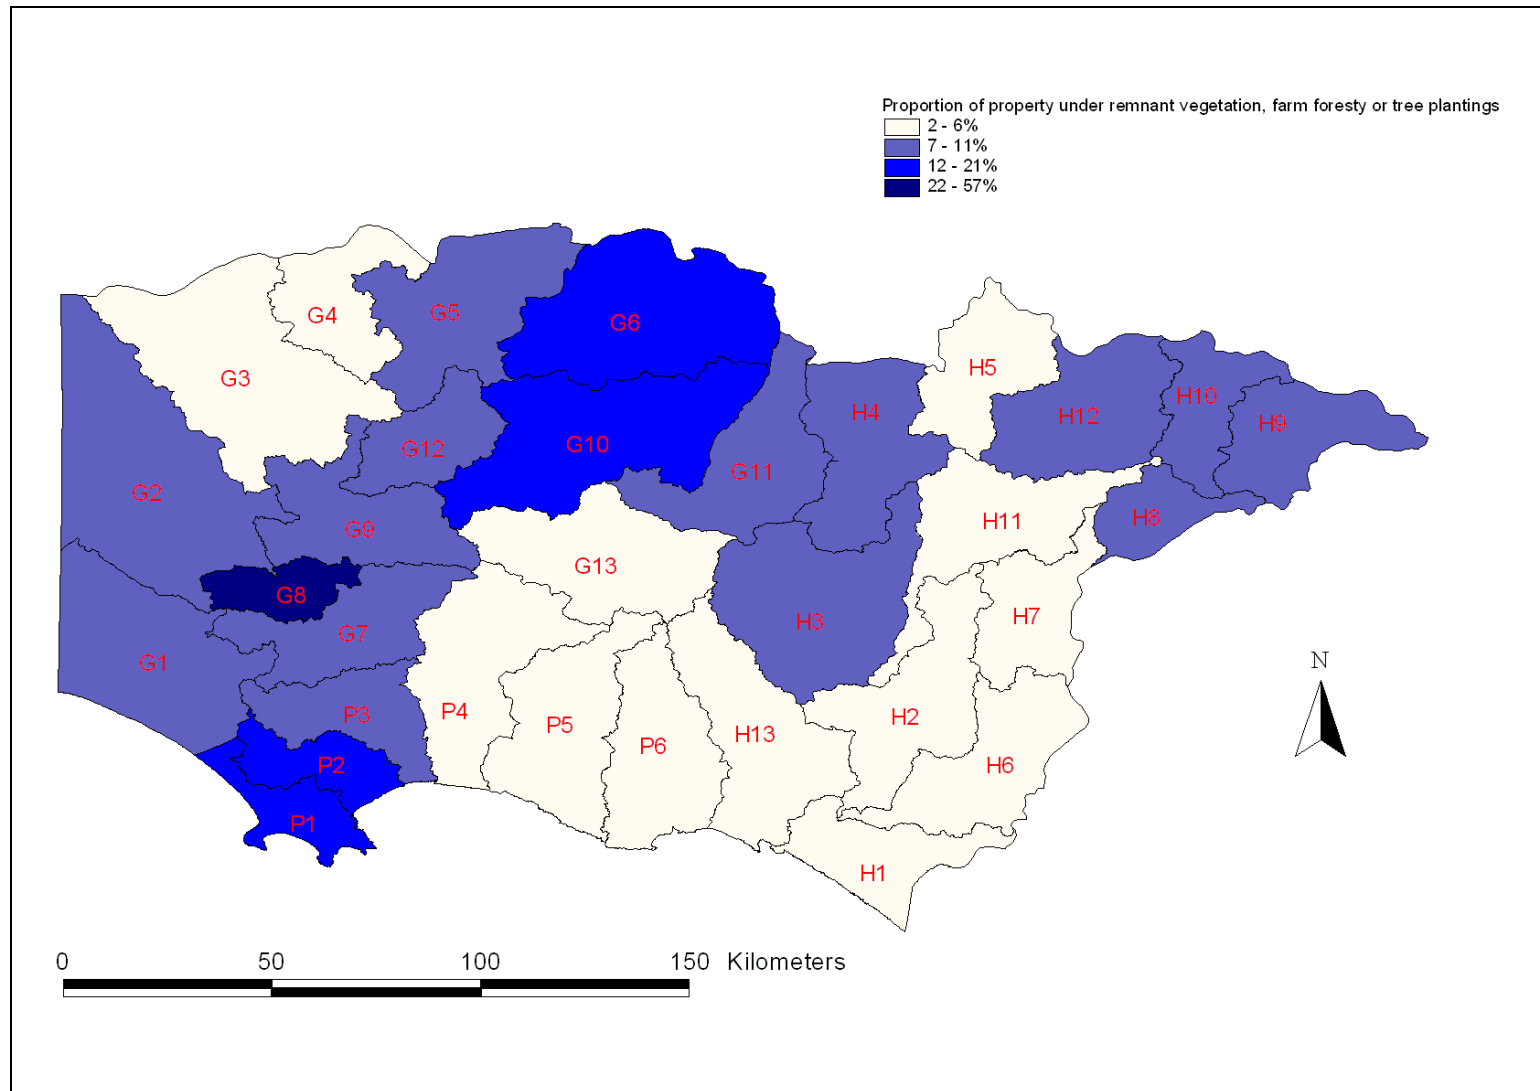 Proportion of property under remnant vegetation, farm foresty or tree plantings
2 - 6%
7 - 11%
12 - 21%
22 - 57%
G4
G5
G6
G3
H5
H10
H4
H12
H9
G12
G10
G11
G2
H11
H8
G9
G13
G8
H7
H3
G7
G1
N
P3
P4
H2
P5
H13
P6
P2
H6
P1
H1
0 50 100 150 Kilometers